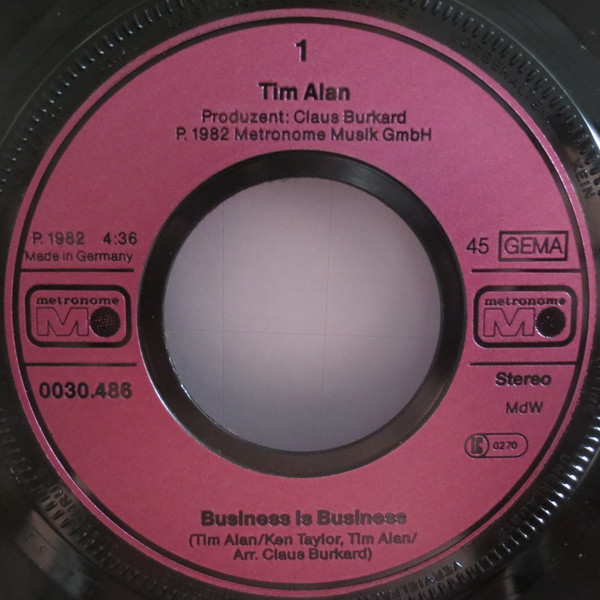 1
Tim Alan
Produzent: Claus Burkard
P. 1982 Metronome Musik GmbH
P. 1982 4:36
Made in Germany
45 GEMA
metronome
M
metronome
M
0030.486
Stereo
MdW
LC 0270
Business is Business
(Tim Alan/Ken Taylor, Tim Alan/
Arr. Claus Burkard)